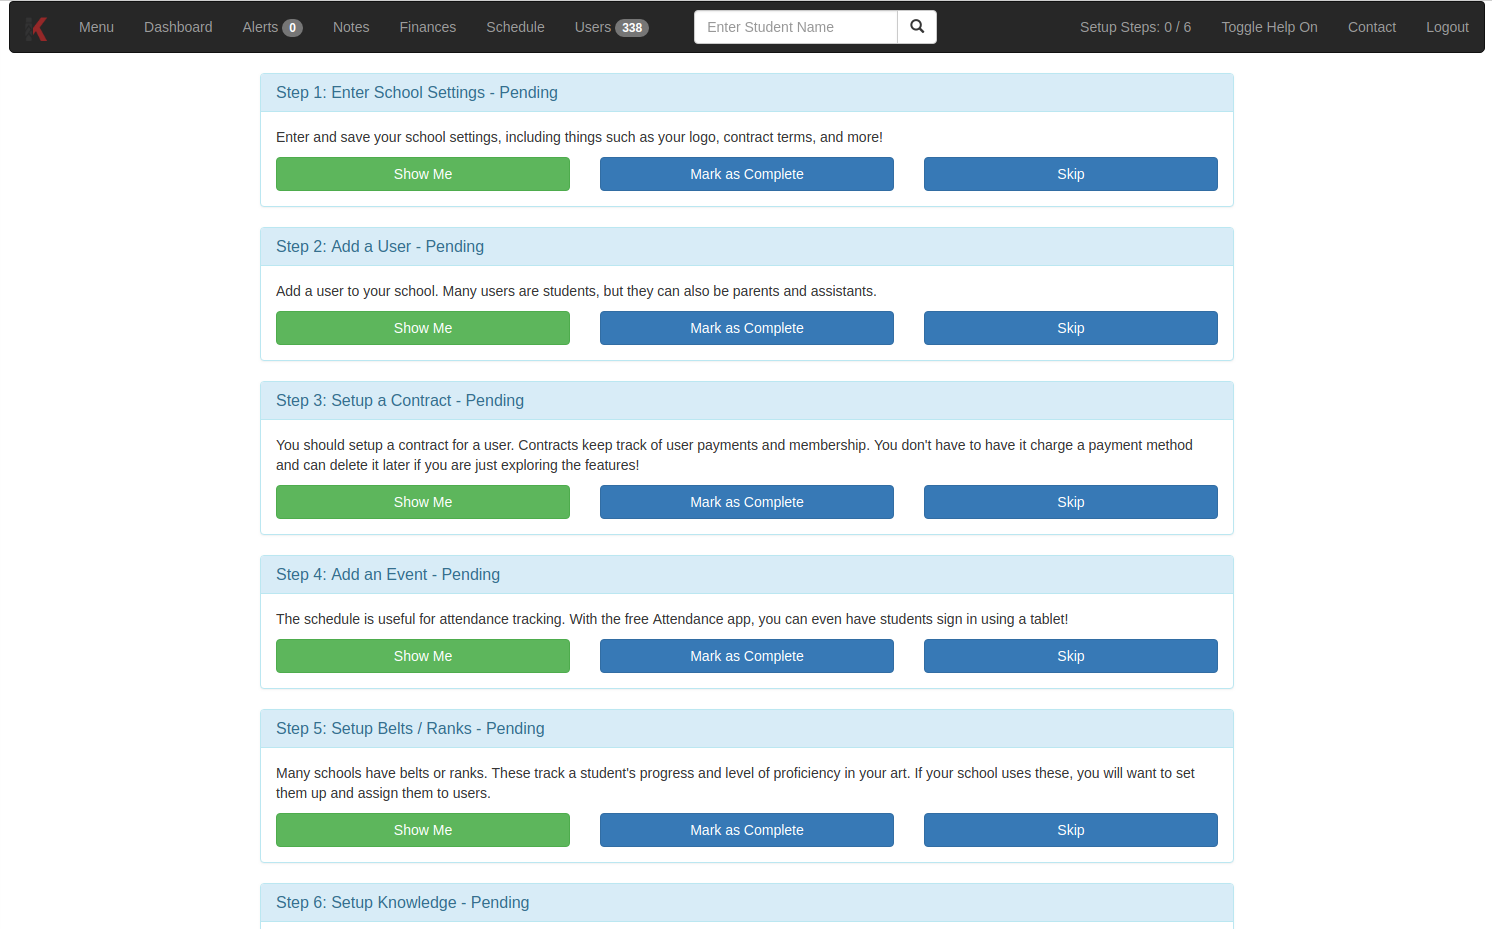 Menu Dashboard Alerts 0 Notes Finances Schedule Users 338 Enter Student Name Setup Steps: 0 / 6 Toggle Help On Contact Logout
Step 1: Enter School Settings - Pending
Enter and save your school settings, including things such as your logo, contract terms, and more!
Show Me Mark as Complete Skip
Step 2: Add a User - Pending
Add a user to your school. Many users are students, but they can also be parents and assistants.
Show Me Mark as Complete Skip
Step 3: Setup a Contract - Pending
You should setup a contract for a user. Contracts keep track of user payments and membership. You don't have to have it charge a payment method
and can delete it later if you are just exploring the features!
Show Me Mark as Complete Skip
Step 4: Add an Event - Pending
The schedule is useful for attendance tracking. With the free Attendance app, you can even have students sign in using a tablet!
Show Me Mark as Complete Skip
Step 5: Setup Belts / Ranks - Pending
Many schools have belts or ranks. These track a student's progress and level of proficiency in your art. If your school uses these, you will want to set
them up and assign them to users.
Show Me Mark as Complete Skip
Step 6: Setup Knowledge - Pending